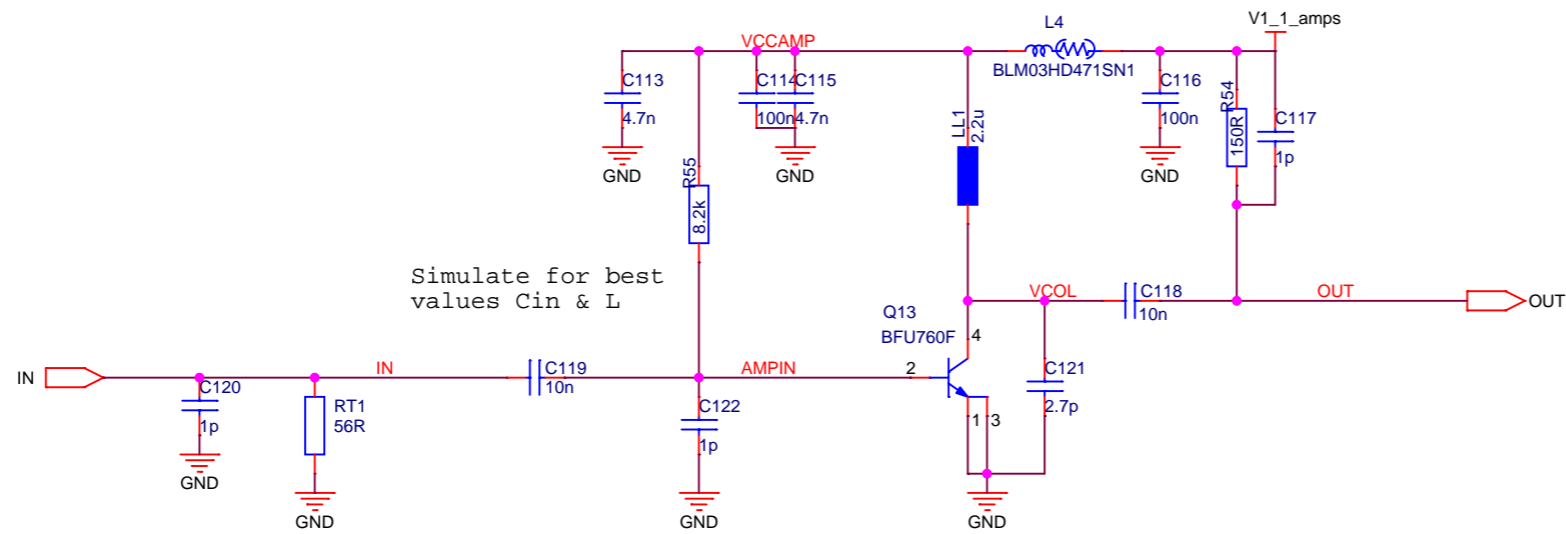 V1_1_amps
L4
VCCAMP
BLM03HD471SN1
C113
C114
C115
C116
R54
4.7n
100n
4.7n
LL1
2.2u
100n
150R
C117
1p
GND
GND
GND
R55
8.2k
Simulate for best
values Cin & L
VCOL
C118
OUT
OUT
10n
Q13
BFU760F
4
IN
IN
C119
AMPIN
2
C121
C120
10n
RT1
C122
2.7p
1p
56R
1
3
1p
GND
GND
GND
GND